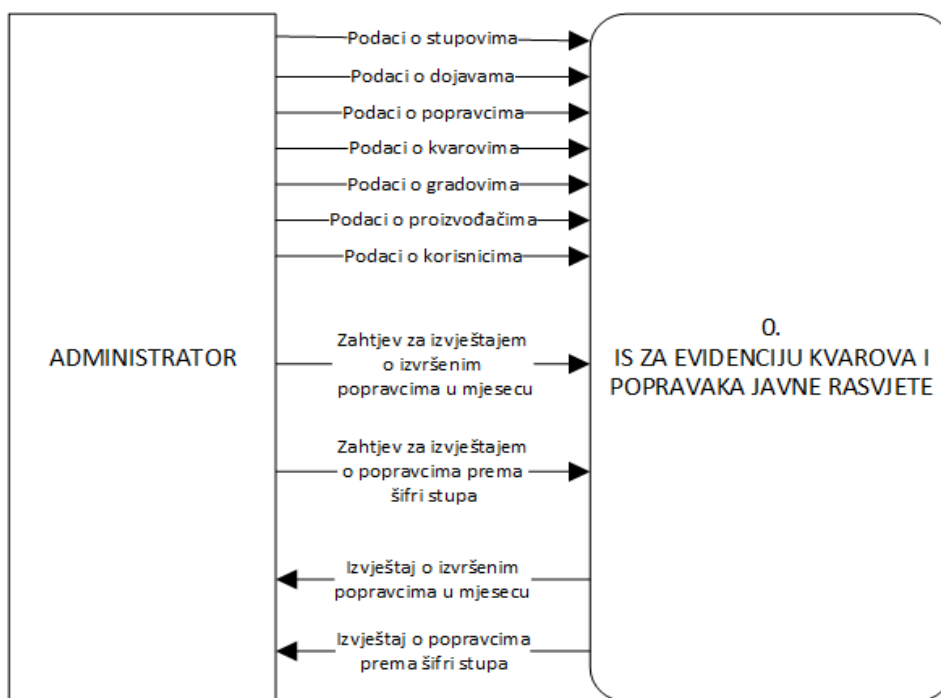 Podaci o stupovima
Podaci o dojavama
Podaci o popravcima
Podaci o kvarovima
Podaci o gradovima
Podaci o proizvođačima
Podaci o korisnicima
ADMINISTRATOR
Zahtjev za izvještajem
o izvršenim
popravcima u mjesecu
Zahtjev za izvještajem
o popravcima prema
šifri stupa
Izvještaj o izvršenim
popravcima u mjesecu
Izvještaj o popravcima
prema šifri stupa
0.
IS ZA EVIDENCIJU KVAROVA I
POPRAVAKA JAVNE RASVJETE